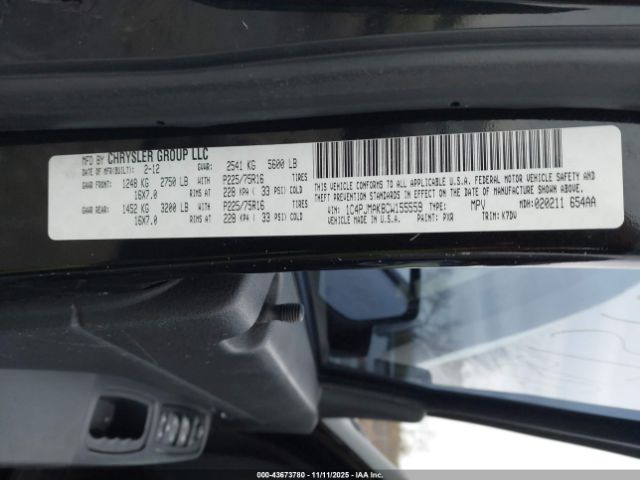 MFD BY CHRYSLER GROUP LLC
DATE OF MFR(BUILT): 2-12 GVWR: 2541 KG 5600 LB
GAWR FRONT: 1248 KG 2750 LB WITH P225/75R16 TIRES
16X7.0 RIMS AT 228 KPA ( 33 PSI) COLD
GAWR REAR: 1452 KG 3200 LB WITH P225/75R16 TIRES
16X7.0 RIMS AT 228 KPA ( 33 PSI) COLD
THIS VEHICLE CONFORMS TO ALL APPLICABLE U.S.A. FEDERAL MOTOR VEHICLE SAFETY AND
THEFT PREVENTION STANDARDS IN EFFECT ON THE DATE OF MANUFACTURE SHOWN ABOVE.
VIN: 1C4PJMAKBCW155559 TYPE: MPV MDH: 020211 654AA
VEHICLE MADE IN U.S.A. PAINT: PXR TRIM: K7DV
000-43673780 - 11/11/2025 - IAAI.COM